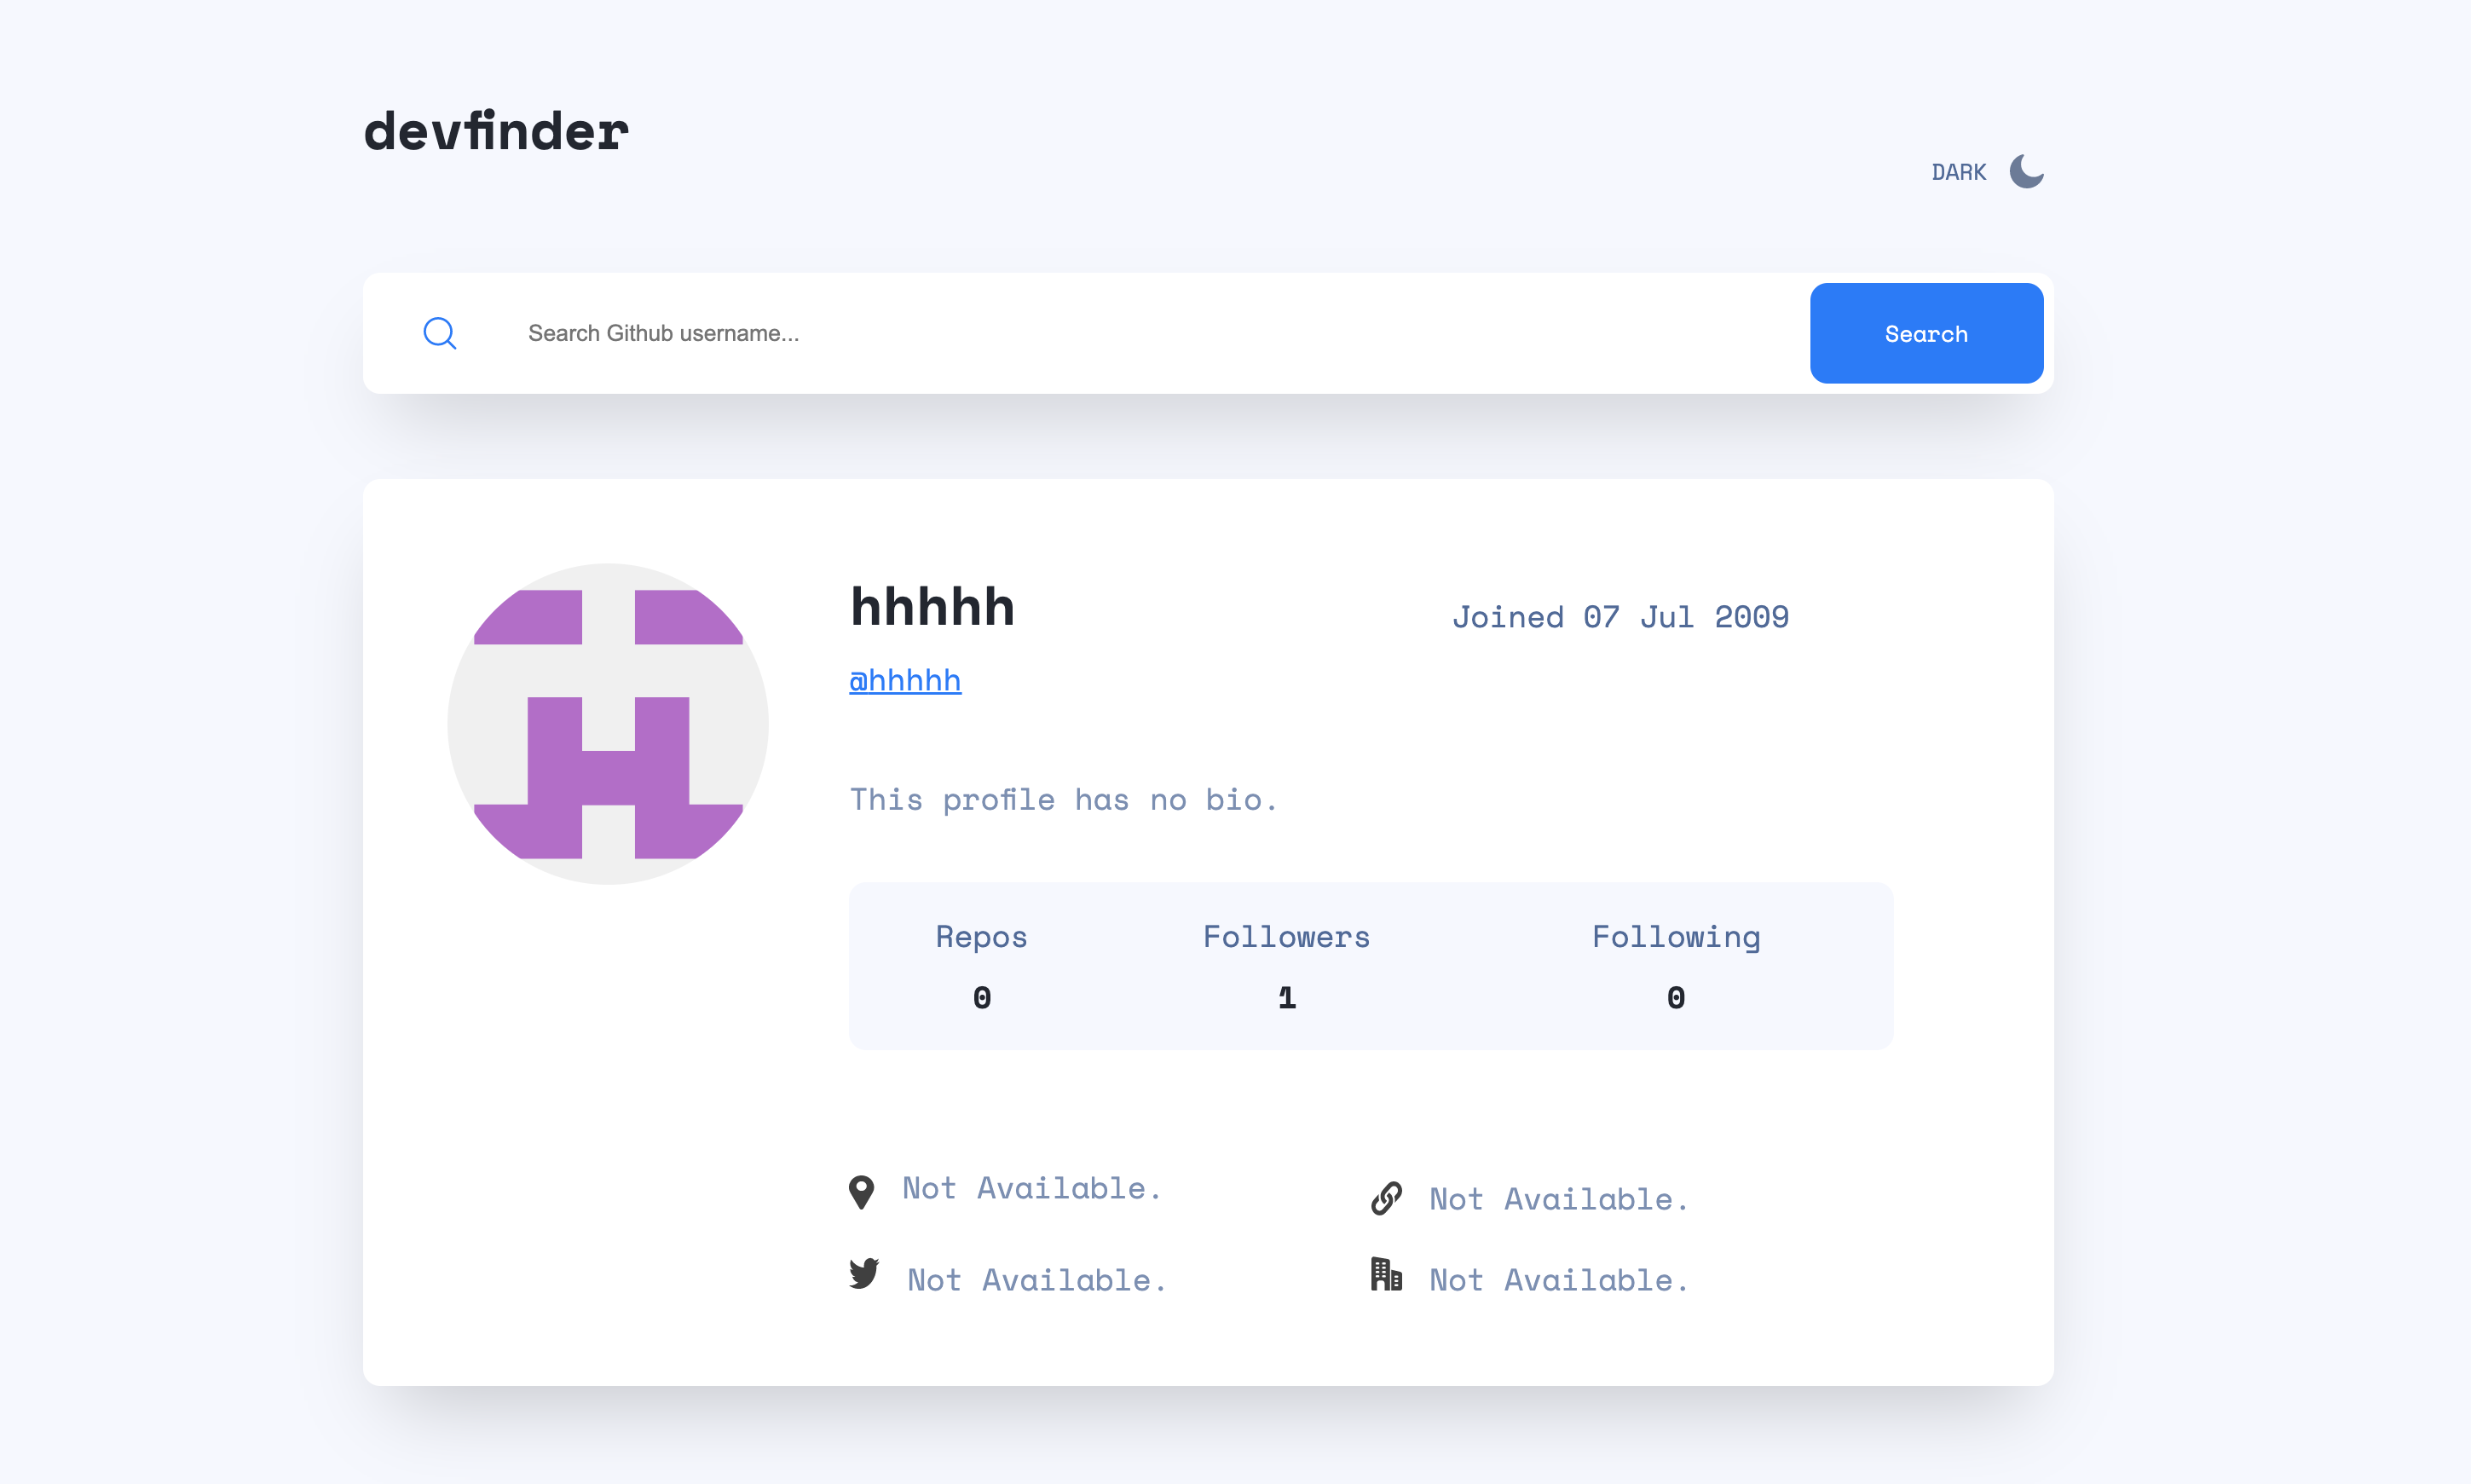 devfinder
DARK
Search Github username...
Search
hhhhh
Joined 07 Jul 2009
@hhhhh
This profile has no bio.
Repos Followers Following
0 1 0
Not Available. Not Available.
Not Available. Not Available.